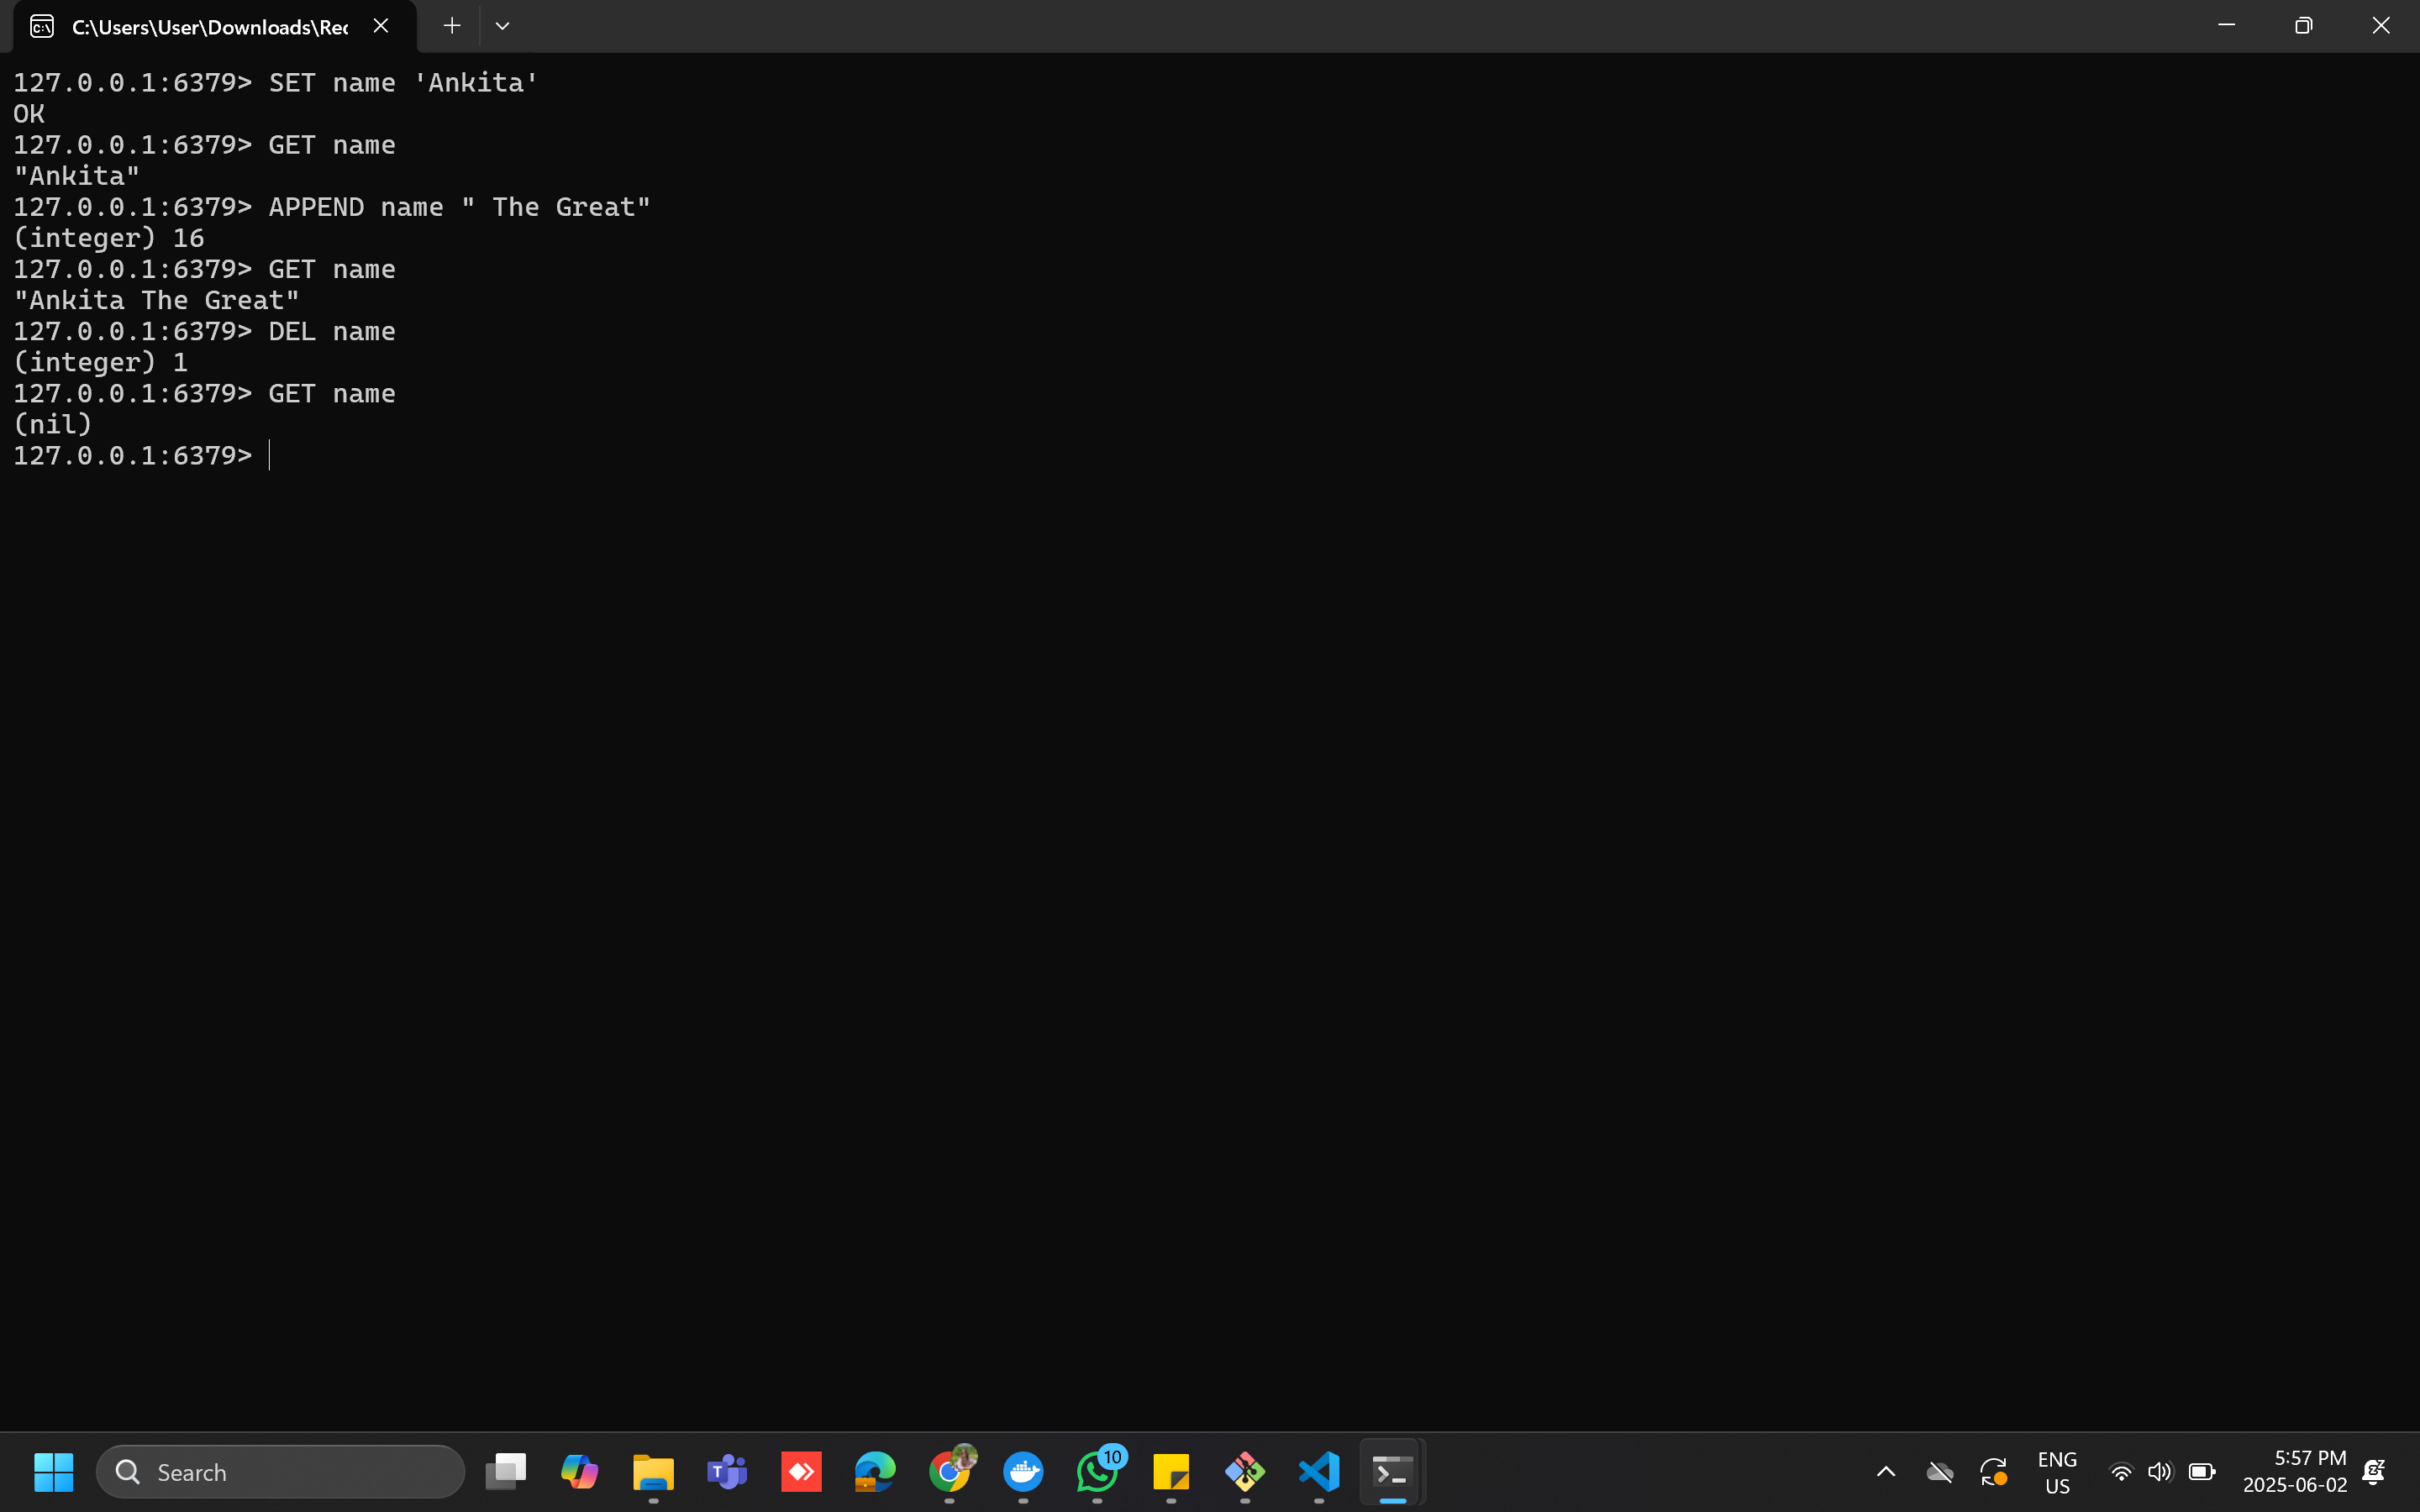 C:\Users\User\Downloads\Rec
127.0.0.1:6379> SET name 'Ankita'
OK
127.0.0.1:6379> GET name
"Ankita"
127.0.0.1:6379> APPEND name " The Great"
(integer) 16
127.0.0.1:6379> GET name
"Ankita The Great"
127.0.0.1:6379> DEL name
(integer) 1
127.0.0.1:6379> GET name
(nil)
127.0.0.1:6379>
Search
10
ENG
US
5:57 PM
2025-06-02